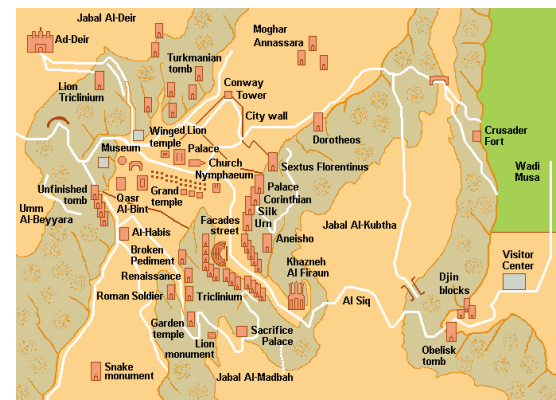 Jabal Al-Deir
Ad-Deir
Moghar
Annassara
Turkmanian
tomb
Lion
Triclinium
Conway
Tower
City wall
Winged Lion
temple
Museum
Palace
Church
Nymphaeum
Dorotheos
Sextus Florentinus
Crusader
Fort
Wadi
Musa
Unfinished
tomb
Umm
Al-Beyyara
Qasr
Al-Bint
Grand
temple
Palace
Corinthian
Silk
Urn
Aneisho
Facades
street
Jabal Al-Kubtha
Al-Habis
Broken
Pediment
Renaissance
Roman Soldier
Triclinium
Khazneh
Al Firaun
Al Siq
Djin
blocks
Visitor
Center
Garden
temple
Lion
monument
Sacrifice
Palace
Obelisk
tomb
Snake
monument
Jabal Al-Madbah